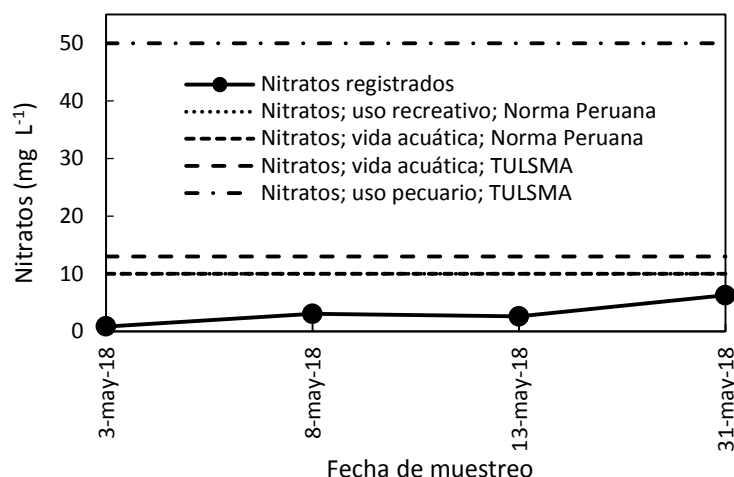 Nitratos (mg L-1)
50
40
30
20
10
0
Nitratos registrados
Nitratos; uso recreativo; Norma Peruana
Nitratos; vida acuática; Norma Peruana
Nitratos; vida acuática; TULSMA
Nitratos; uso pecuario; TULSMA
3-may-18
8-may-18
13-may-18
31-may-18
Fecha de muestreo